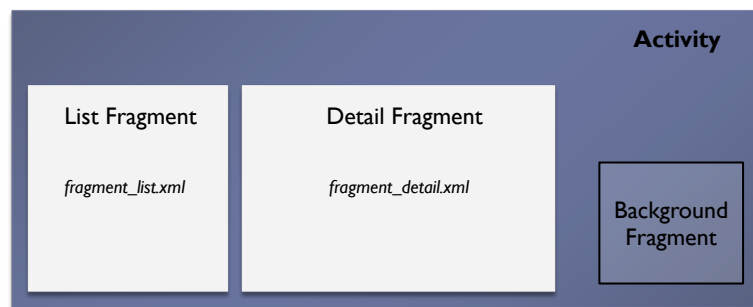 Activity
List Fragment
Detail Fragment
fragment_list.xml
fragment_detail.xml
Background
Fragment